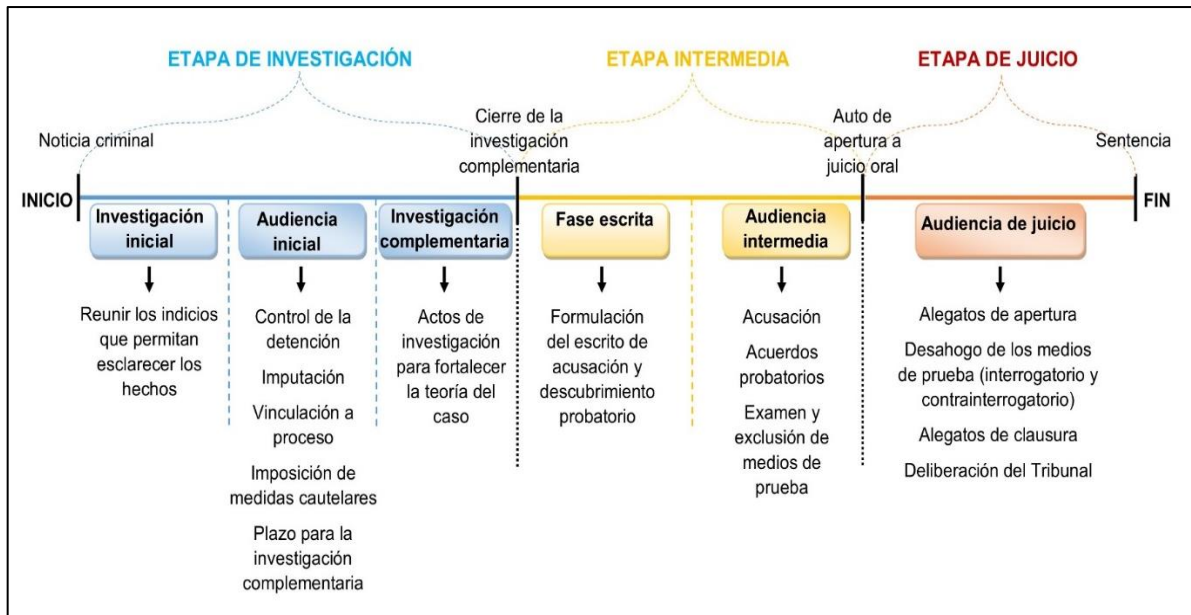 ETAPA DE INVESTIGACIÓN
ETAPA INTERMEDIA
ETAPA DE JUICIO
Noticia criminal
Cierre de la
investigación
complementaria
Auto de
apertura a
juicio oral
Sentencia
INICIO
FIN
Investigación
inicial
Reunir los indicios
que permitan
esclarecer los
hechos
Audiencia
inicial
Control de la
detención
Imputación
Vinculación a
proceso
Imposición de
medidas cautelares
Plazo para la
investigación
complementaria
Investigación
complementaria
Actos de
investigación
para fortalecer
la teoría del
caso
Fase escrita
Formulación
del escrito de
acusación y
descubrimiento
probatorio
Audiencia
intermedia
Acusación
Acuerdos
probatorios
Examen y
exclusión de
medios de
prueba
Audiencia de juicio
Alegatos de apertura
Desahogo de los medios
de prueba (interrogatorio y
contrainterrogatorio)
Alegatos de clausura
Deliberación del Tribunal